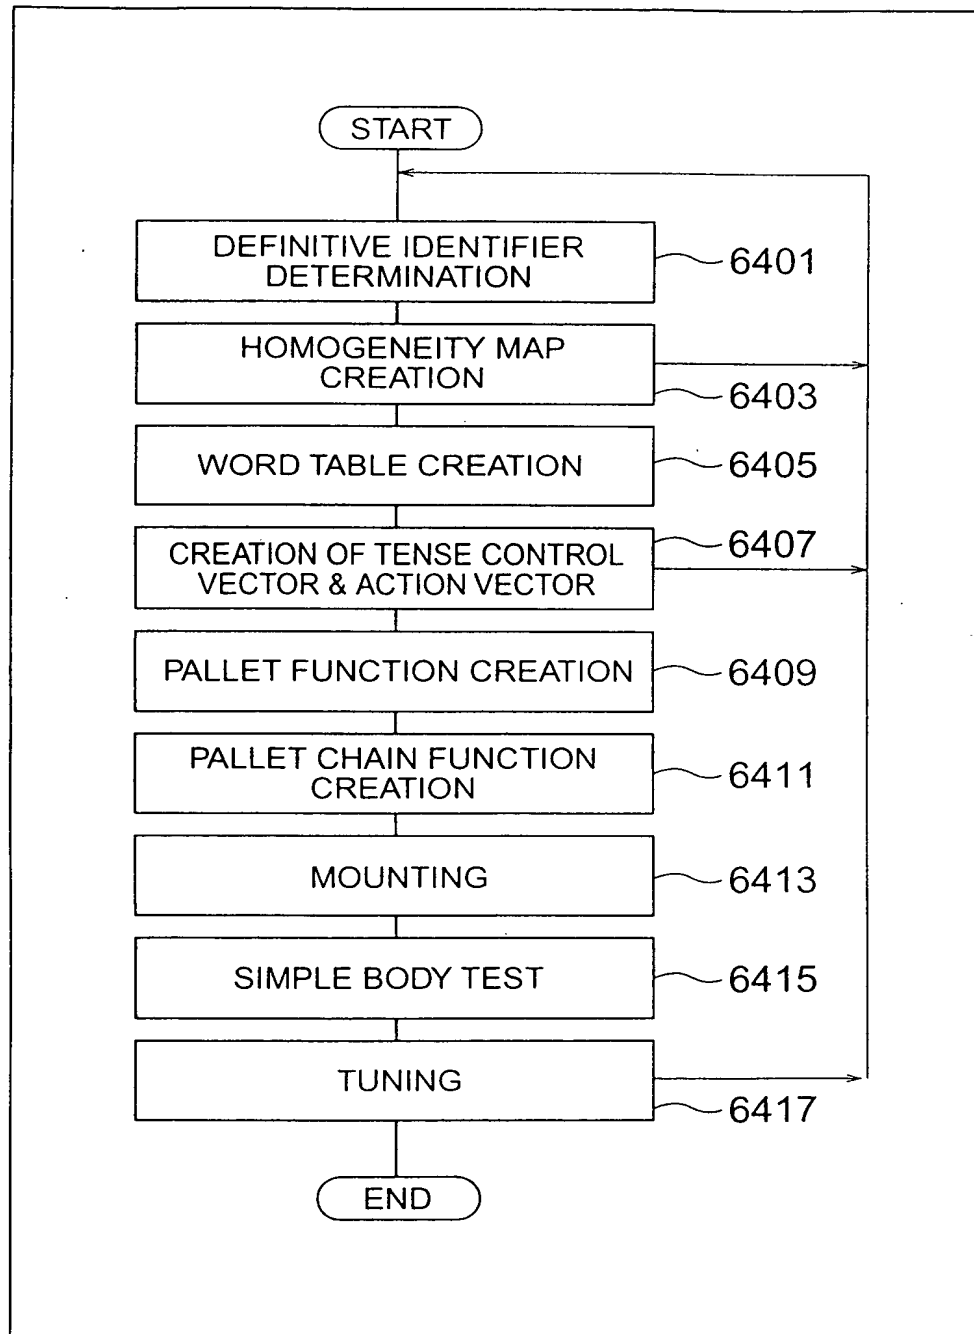 START
DEFINITIVE IDENTIFIER
DETERMINATION
6401
HOMOGENEITY MAP
CREATION
6403
WORD TABLE CREATION
6405
CREATION OF TENSE CONTROL
VECTOR & ACTION VECTOR
6407
PALLET FUNCTION CREATION
6409
PALLET CHAIN FUNCTION
CREATION
6411
MOUNTING
6413
SIMPLE BODY TEST
6415
TUNING
6417
END